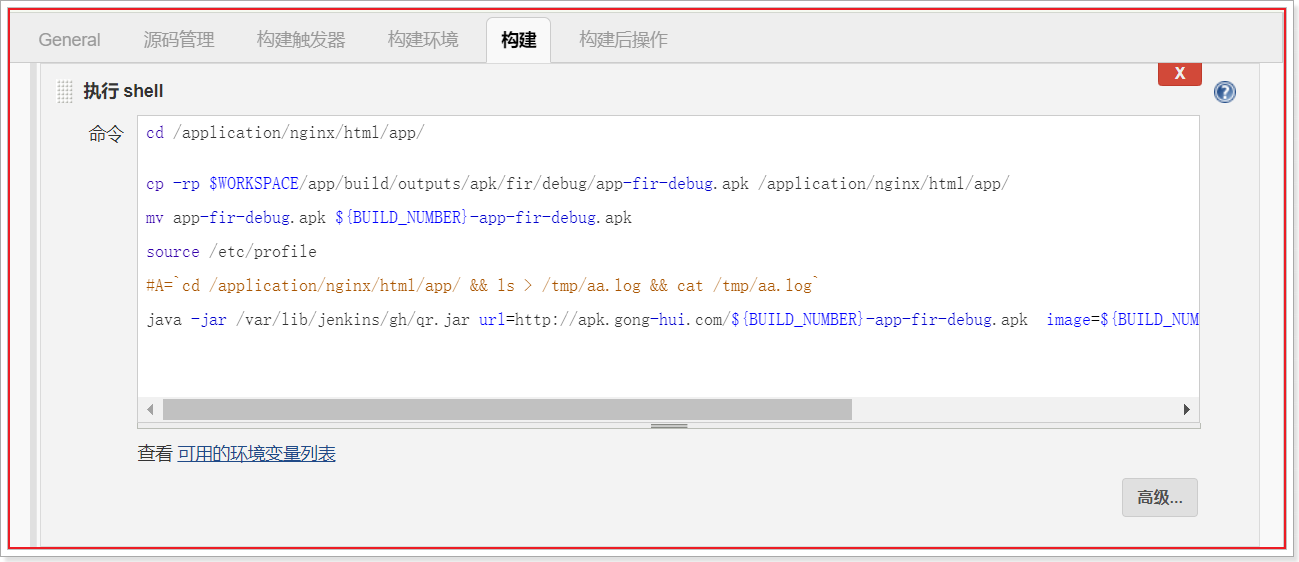 General 源码管理 构建触发器 构建环境 构建 构建后操作
X
执行 shell
命令
cd /application/nginx/html/app/
cp -rp $WORKSPACE/app/build/outputs/apk/fir/debug/app-fir-debug.apk /application/nginx/html/app/
mv app-fir-debug.apk ${BUILD_NUMBER}-app-fir-debug.apk
source /etc/profile
#A=`cd /application/nginx/html/app/ && ls > /tmp/aa.log && cat /tmp/aa.log`
java -jar /var/lib/jenkins/gh/qr.jar url=http://apk.gong-hui.com/${BUILD_NUMBER}-app-fir-debug.apk  image=${BUILD_NUM
查看 可用的环境变量列表
高级...